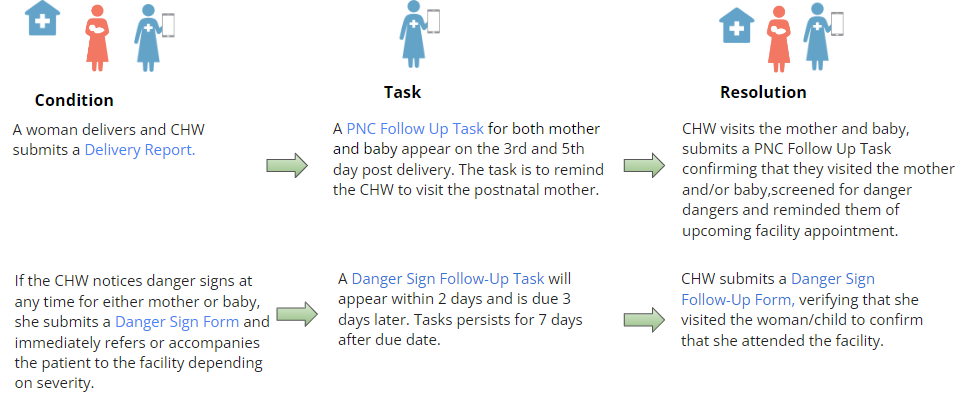 Condition
Task
Resolution
A woman delivers and CHW
submits a Delivery Report.
A PNC Follow Up Task for both mother
and baby appear on the 3rd and 5th
day post delivery. The task is to remind
the CHW to visit the postnatal mother.
CHW visits the mother and baby,
submits a PNC Follow Up Task
confirming that they visited the mother
and/or baby,screened for danger
dangers and reminded them of
upcoming facility appointment.
If the CHW notices danger signs at
any time for either mother or baby,
she submits a Danger Sign Form and
immediately refers or accompanies
the patient to the facility depending
on severity.
A Danger Sign Follow-Up Task will
appear within 2 days and is due 3
days later. Tasks persists for 7 days
after due date.
CHW submits a Danger Sign
Follow-Up Form, verifying that she
visited the woman/child to confirm
that she attended the facility.